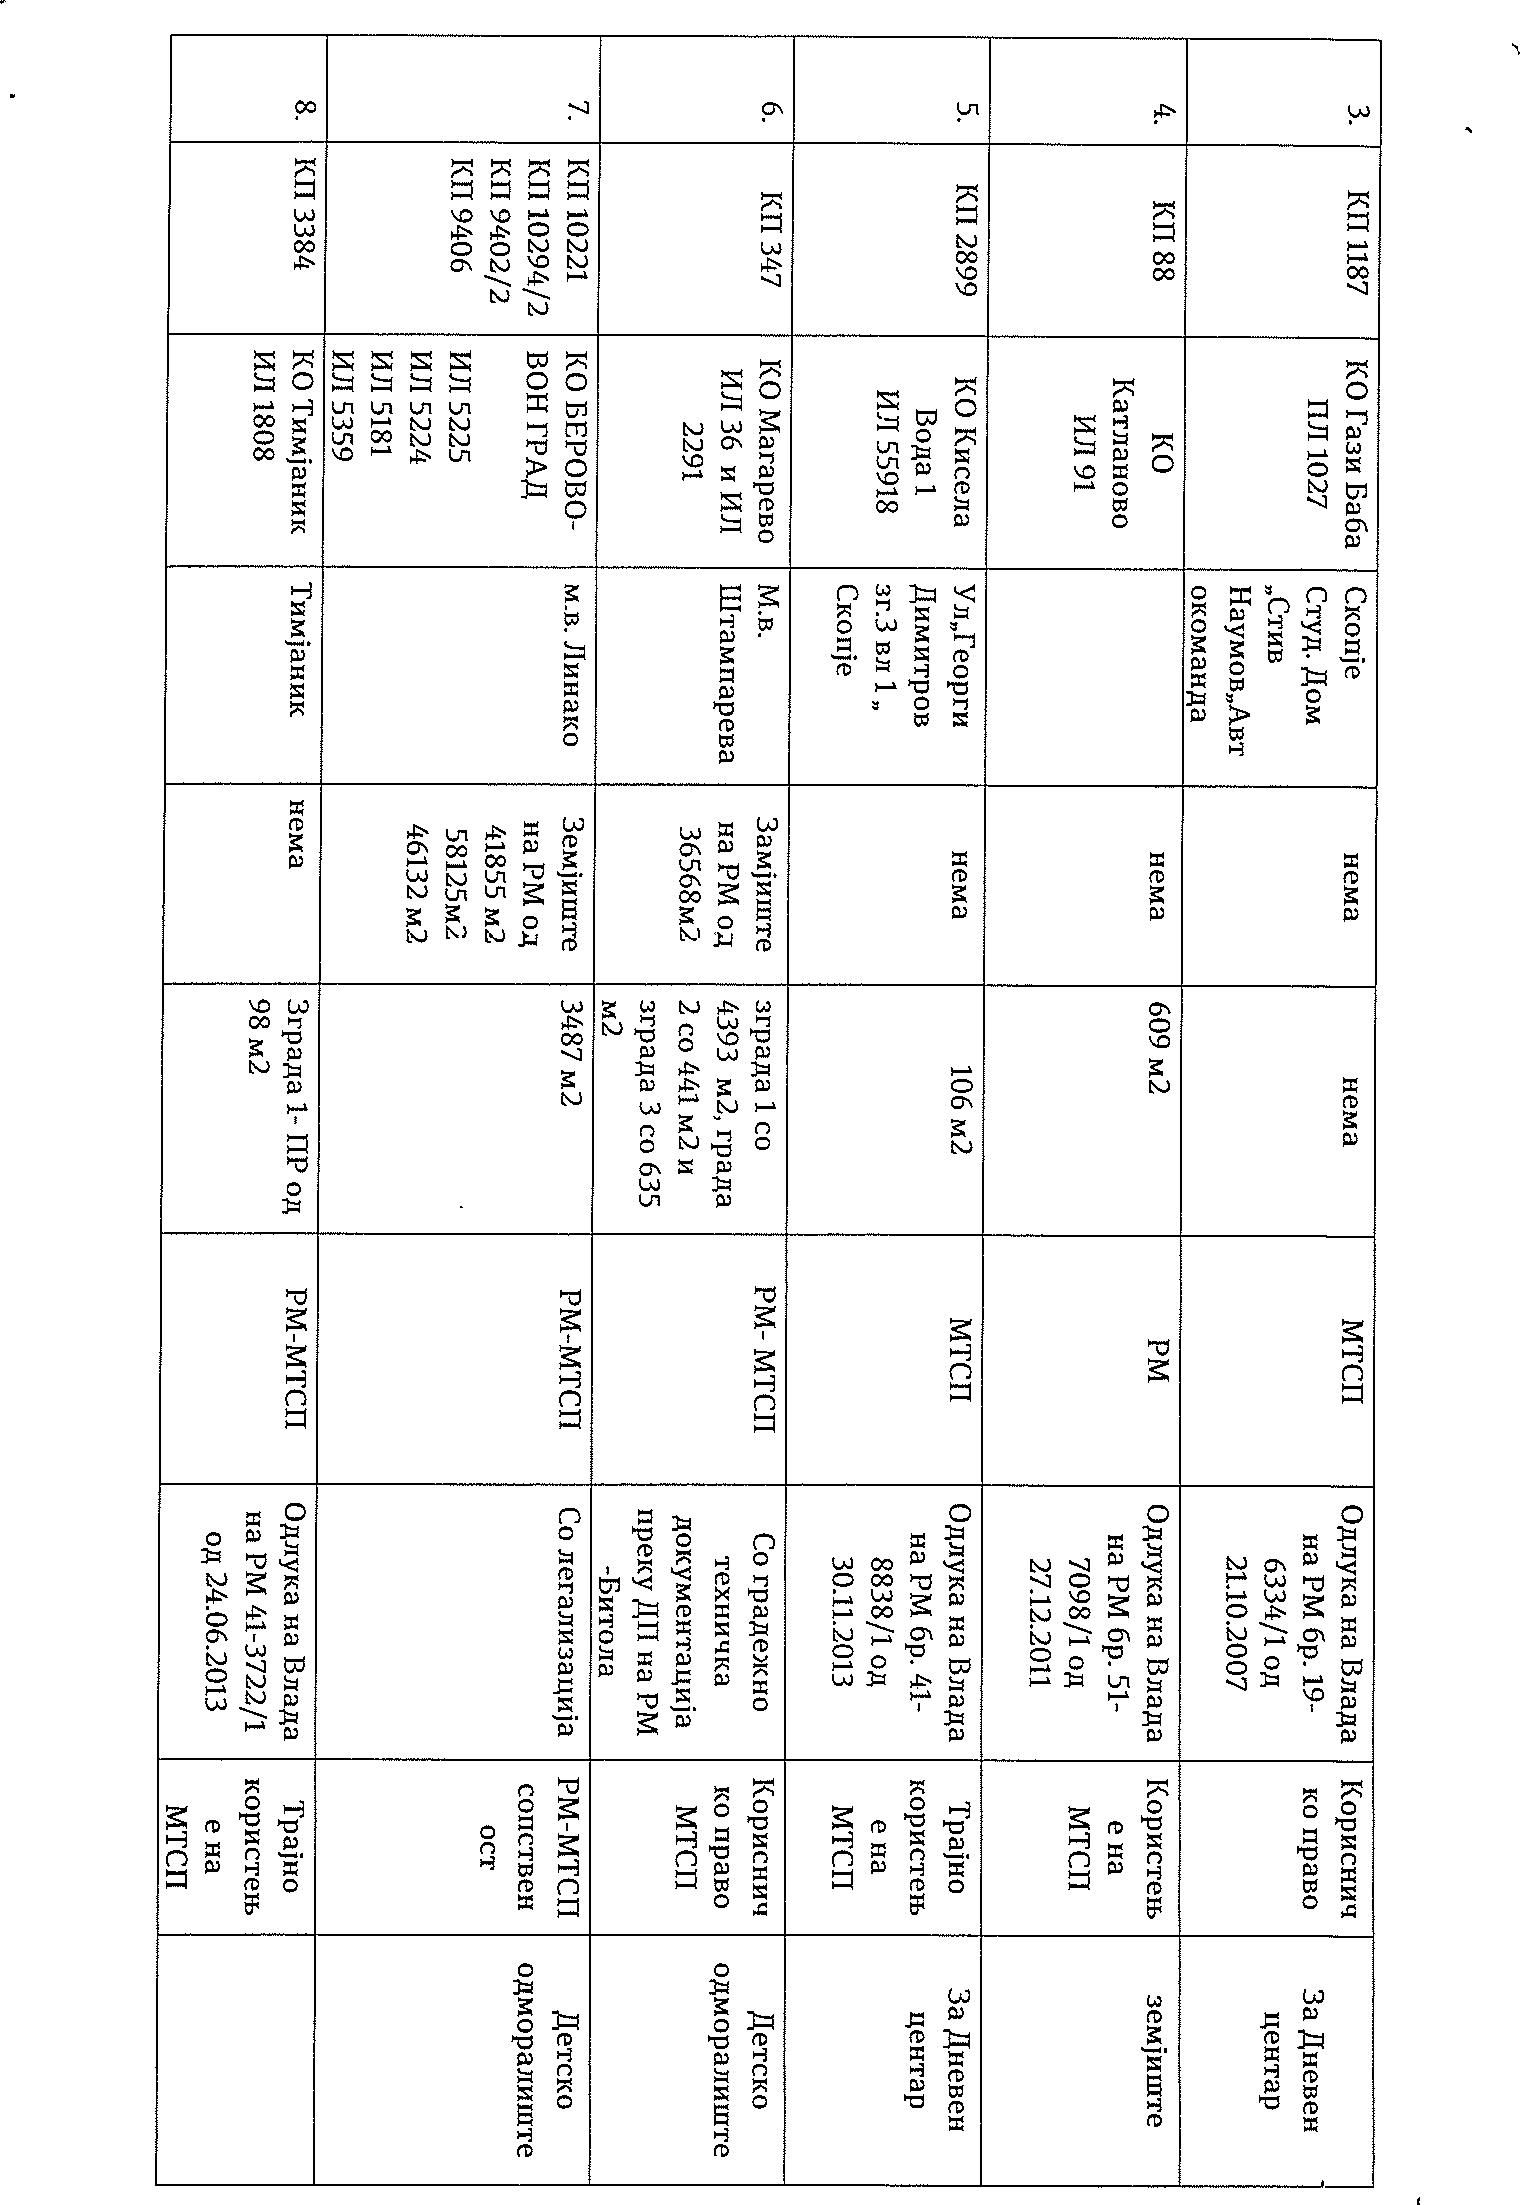 3.
КП 1187
КО Гази Баба
ПЛ 1027
Скопје
Студ. Дом
„Стив
Наумов„Авт
окоманда
нема
нема
МТСП
Одлука на Влада
на РМ бр. 19-
6334/1 од
21.10.2007
Кориснич
ко право
За Дневен
центар
4.
КП 88
КО
Катланово
ИЛ 91
нема
609 м2
РМ
Одлука на Влада
на РМ бр. 51-
7098/1 од
27.12.2011
Користењ
е на
МТСП
земјиште
5.
КП 2899
КО Кисела
Вода 1
ИЛ 55918
Ул„Георги
Димитров
зг.3 вл 1 „
Скопје
нема
106 м2
МТСП
Одлука на Влада
на РМ бр. 41-
8838/1 од
30.11.2013
Трајно
користењ
е на
МТСП
За Дневен
центар
6.
КП 347
КО Магарево
ИЛ 36 и ИЛ
2291
М.в.
Штампарева
Замјиште
на РМ од
36568м2
зграда 1 со
4393 м2, града
2 со 441 м2 и
зграда 3 со 635
м2
РМ- МТСП
Со градежно
техничка
документација
преку ДП на РМ
-Битола
Кориснич
ко право
МТСП
Детско
одморалиште
7.
КП 10221
КП 10294/2
КП 9402/2
КП 9406
КО БЕРОВО-
ВОН ГРАД
ИЛ 5225
ИЛ 5224
ИЛ 5181
ИЛ 5359
м.в. Линако
Земјиште
на РМ од
41855 м2
58125м2
46132 м2
3487 м2
РМ-МТСП
Со легализација
РМ-МТСП
сопствен
ост
Детско
одморалиште
8.
КП 3384
КО Тимјаник
ИЛ 1808
Тимјаник
нема
Зграда 1- ПР од
98 м2
РМ-МТСП
Одлука на Влада
на РМ 41-3722/1
од 24.06.2013
Трајно
користењ
е на
МТСП